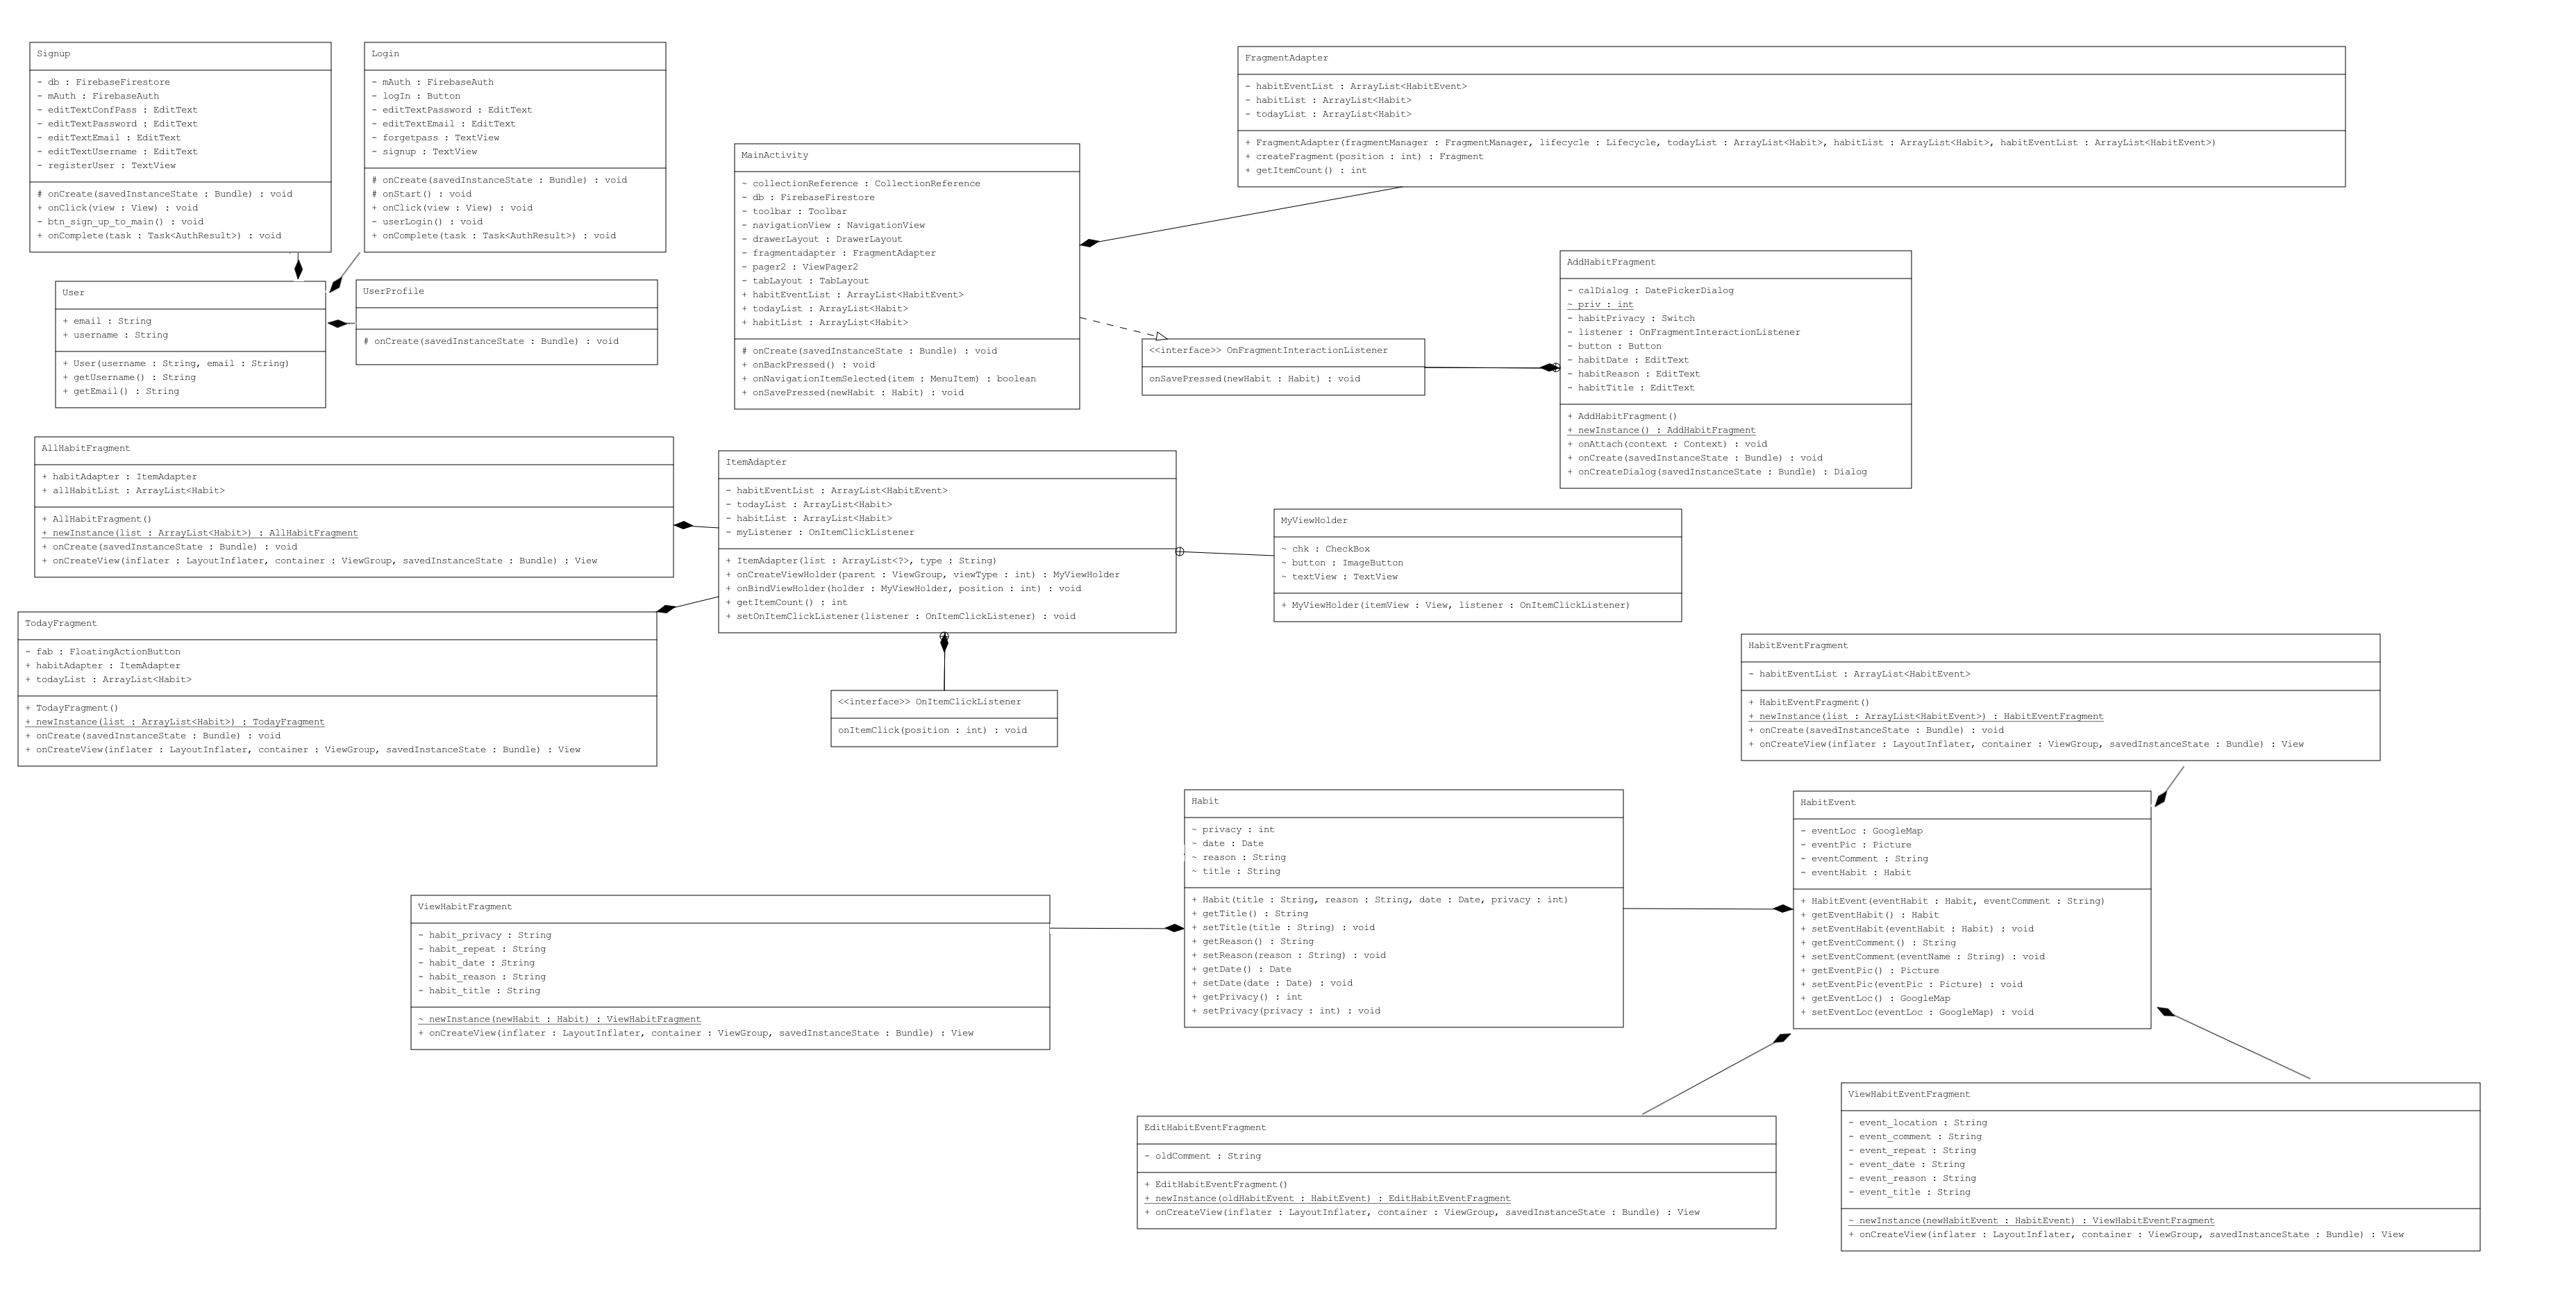 Signup
- db : FirebaseFirestore
- mAuth : FirebaseAuth
- editTextConfPass : EditText
- editTextPassword : EditText
- editTextEmail : EditText
- editTextUsername : EditText
- registerUser : TextView
# onCreate(savedInstanceState : Bundle) : void
+ onClick(view : View) : void
- btn_sign_up_to_main() : void
+ onComplete(task : Task<AuthResult>) : void
Login
- mAuth : FirebaseAuth
- logIn : Button
- editTextPassword : EditText
- editTextEmail : EditText
- forgetpass : TextView
- signup : TextView
# onCreate(savedInstanceState : Bundle) : void
# onStart() : void
+ onClick(view : View) : void
- userLogin() : void
+ onComplete(task : Task<AuthResult>) : void
FragmentAdapter
- habitEventList : ArrayList<HabitEvent>
- habitList : ArrayList<Habit>
- todayList : ArrayList<Habit>
+ FragmentAdapter(fragmentManager : FragmentManager, lifecycle : Lifecycle, todayList : ArrayList<Habit>, habitList : ArrayList<Habit>, habitEventList : ArrayList<HabitEvent>)
+ createFragment(position : int) : Fragment
+ getItemCount() : int
MainActivity
~ collectionReference : CollectionReference
- db : FirebaseFirestore
- toolbar : Toolbar
- navigationView : NavigationView
- drawerLayout : DrawerLayout
- fragmentadapter : FragmentAdapter
- pager2 : ViewPager2
- tabLayout : TabLayout
+ habitEventList : ArrayList<HabitEvent>
+ todayList : ArrayList<Habit>
+ habitList : ArrayList<Habit>
# onCreate(savedInstanceState : Bundle) : void
+ onBackPressed() : void
+ onNavigationItemSelected(item : MenuItem) : boolean
+ onSavePressed(newHabit : Habit) : void
User
+ email : String
+ username : String
+ User(username : String, email : String)
+ getUsername() : String
+ getEmail() : String
UserProfile
# onCreate(savedInstanceState : Bundle) : void
<<interface>> OnFragmentInteractionListener
onSavePressed(newHabit : Habit) : void
AddHabitFragment
- calDialog : DatePickerDialog
~ priv : int
- habitPrivacy : Switch
- listener : OnFragmentInteractionListener
- button : Button
- habitDate : EditText
- habitReason : EditText
- habitTitle : EditText
+ AddHabitFragment()
+ newInstance() : AddHabitFragment
+ onAttach(context : Context) : void
+ onCreate(savedInstanceState : Bundle) : void
+ onCreateDialog(savedInstanceState : Bundle) : Dialog
AllHabitFragment
+ habitAdapter : ItemAdapter
+ allHabitList : ArrayList<Habit>
+ AllHabitFragment()
+ newInstance(list : ArrayList<Habit>) : AllHabitFragment
+ onCreate(savedInstanceState : Bundle) : void
+ onCreateView(inflater : LayoutInflater, container : ViewGroup, savedInstanceState : Bundle) : View
ItemAdapter
- habitEventList : ArrayList<HabitEvent>
- todayList : ArrayList<Habit>
- habitList : ArrayList<Habit>
- myListener : OnItemClickListener
+ ItemAdapter(list : ArrayList<?>, type : String)
+ onCreateViewHolder(parent : ViewGroup, viewType : int) : MyViewHolder
+ onBindViewHolder(holder : MyViewHolder, position : int) : void
+ getItemCount() : int
+ setOnItemClickListener(listener : OnItemClickListener) : void
MyViewHolder
~ chk : CheckBox
~ button : ImageButton
~ textView : TextView
+ MyViewHolder(itemView : View, listener : OnItemClickListener)
TodayFragment
- fab : FloatingActionButton
+ habitAdapter : ItemAdapter
+ todayList : ArrayList<Habit>
+ TodayFragment()
+ newInstance(list : ArrayList<Habit>) : TodayFragment
+ onCreate(savedInstanceState : Bundle) : void
+ onCreateView(inflater : LayoutInflater, container : ViewGroup, savedInstanceState : Bundle) : View
<<interface>> OnItemClickListener
onItemClick(position : int) : void
HabitEventFragment
- habitEventList : ArrayList<HabitEvent>
+ HabitEventFragment()
+ newInstance(list : ArrayList<HabitEvent>) : HabitEventFragment
+ onCreate(savedInstanceState : Bundle) : void
+ onCreateView(inflater : LayoutInflater, container : ViewGroup, savedInstanceState : Bundle) : View
Habit
~ privacy : int
~ date : Date
~ reason : String
~ title : String
+ Habit(title : String, reason : String, date : Date, privacy : int)
+ getTitle() : String
+ setTitle(title : String) : void
+ getReason() : String
+ setReason(reason : String) : void
+ getDate() : Date
+ setDate(date : Date) : void
+ getPrivacy() : int
+ setPrivacy(privacy : int) : void
HabitEvent
- eventLoc : GoogleMap
- eventPic : Picture
- eventComment : String
- eventHabit : Habit
+ HabitEvent(eventHabit : Habit, eventComment : String)
+ getEventHabit() : Habit
+ setEventHabit(eventHabit : Habit) : void
+ getEventComment() : String
+ setEventComment(eventName : String) : void
+ getEventPic() : Picture
+ setEventPic(eventPic : Picture) : void
+ getEventLoc() : GoogleMap
+ setEventLoc(eventLoc : GoogleMap) : void
ViewHabitFragment
- habit_privacy : String
- habit_repeat : String
- habit_date : String
- habit_reason : String
- habit_title : String
~ newInstance(newHabit : Habit) : ViewHabitFragment
+ onCreateView(inflater : LayoutInflater, container : ViewGroup, savedInstanceState : Bundle) : View
EditHabitEventFragment
- oldComment : String
+ EditHabitEventFragment()
+ newInstance(oldHabitEvent : HabitEvent) : EditHabitEventFragment
+ onCreateView(inflater : LayoutInflater, container : ViewGroup, savedInstanceState : Bundle) : View
ViewHabitEventFragment
- event_location : String
- event_comment : String
- event_repeat : String
- event_date : String
- event_reason : String
- event_title : String
~ newInstance(newHabitEvent : HabitEvent) : ViewHabitEventFragment
+ onCreateView(inflater : LayoutInflater, container : ViewGroup, savedInstanceState : Bundle) : View